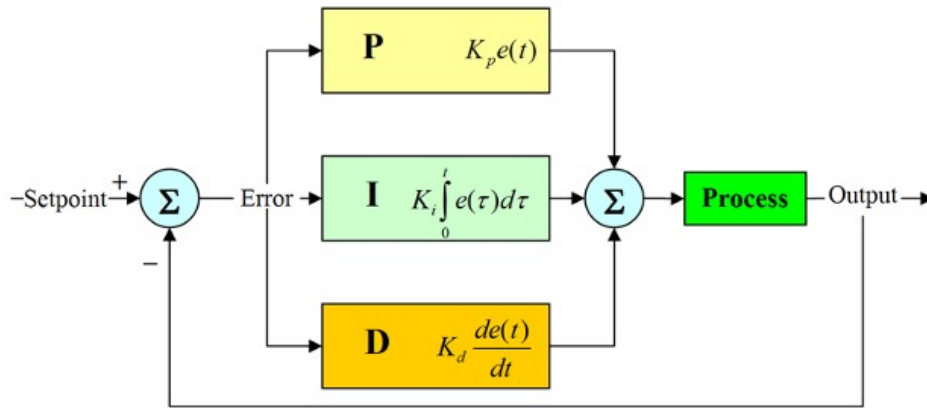 P K_p e(t)
Setpoint + Σ Error I K_i ∫_0^t e(τ)dτ Σ Process Output
−
D K_d de(t)/dt